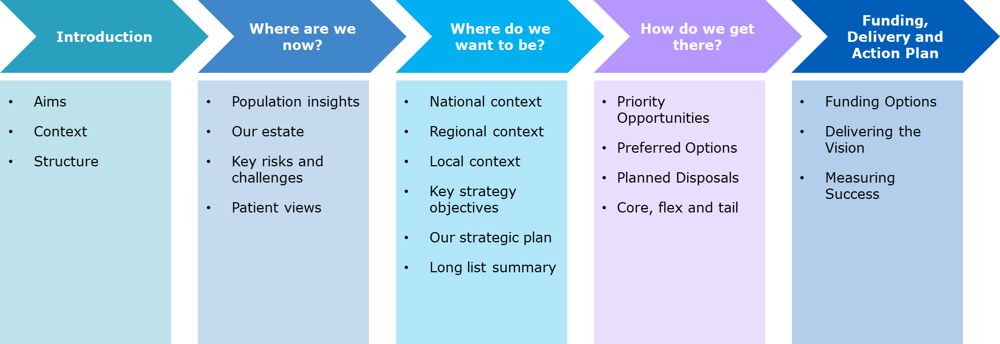 Introduction
• Aims
• Context
• Structure
Where are we
now?
• Population insights
• Our estate
• Key risks and
challenges
• Patient views
Where do we
want to be?
• National context
• Regional context
• Local context
• Key strategy
objectives
• Our strategic plan
• Long list summary
How do we get
there?
• Priority
Opportunities
• Preferred Options
• Planned Disposals
• Core, flex and tail
Funding,
Delivery and
Action Plan
• Funding Options
• Delivering the
Vision
• Measuring
Success